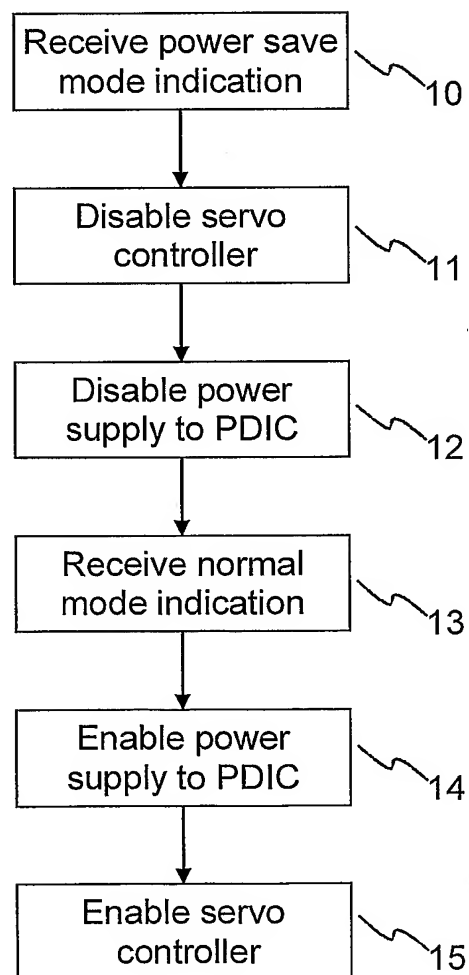 Receive power save
mode indication
10
Disable servo
controller
11
Disable power
supply to PDIC
12
Receive normal
mode indication
13
Enable power
supply to PDIC
14
Enable servo
controller
15